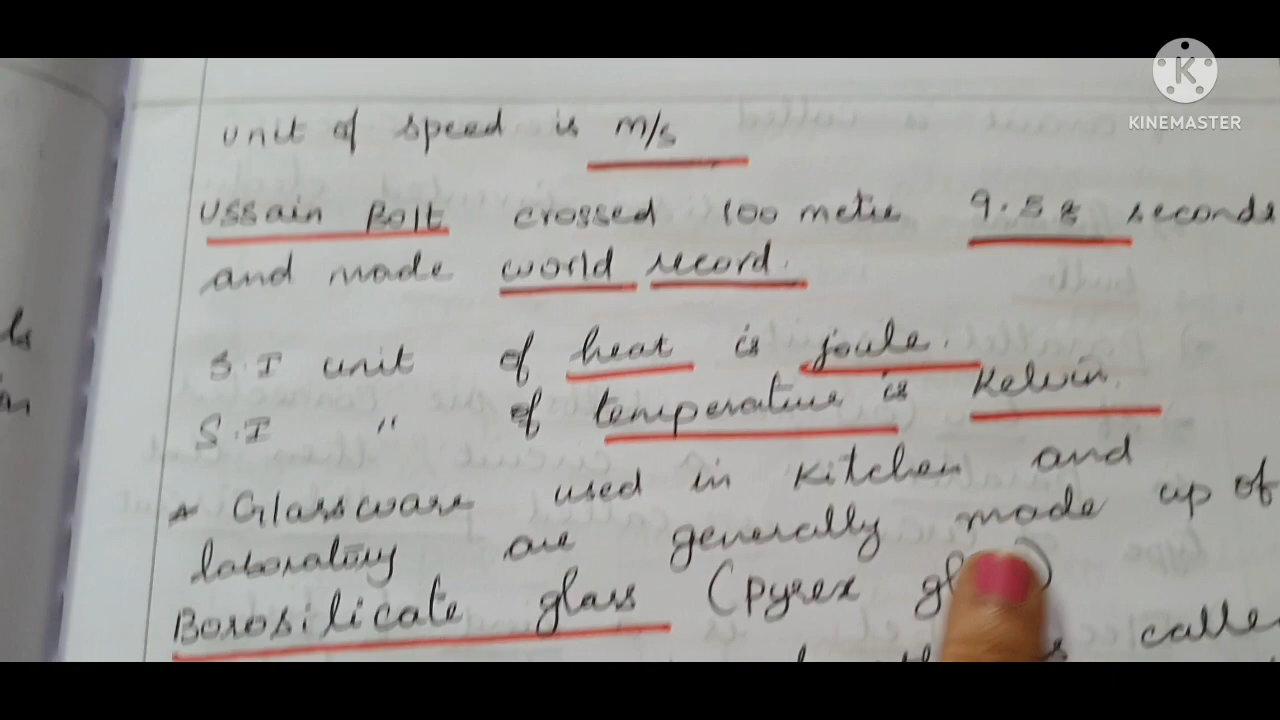 KINEMASTER
unit of speed is m/s
Ussain Bolt crossed 100 metre 9.58 seconds
and made world record.
S.I unit of heat is joule.
S.I " of temperature is Kelvin.
Glassware used in kitchen and
laboratory are generally made up of
Borosilicate glass (Pyrex